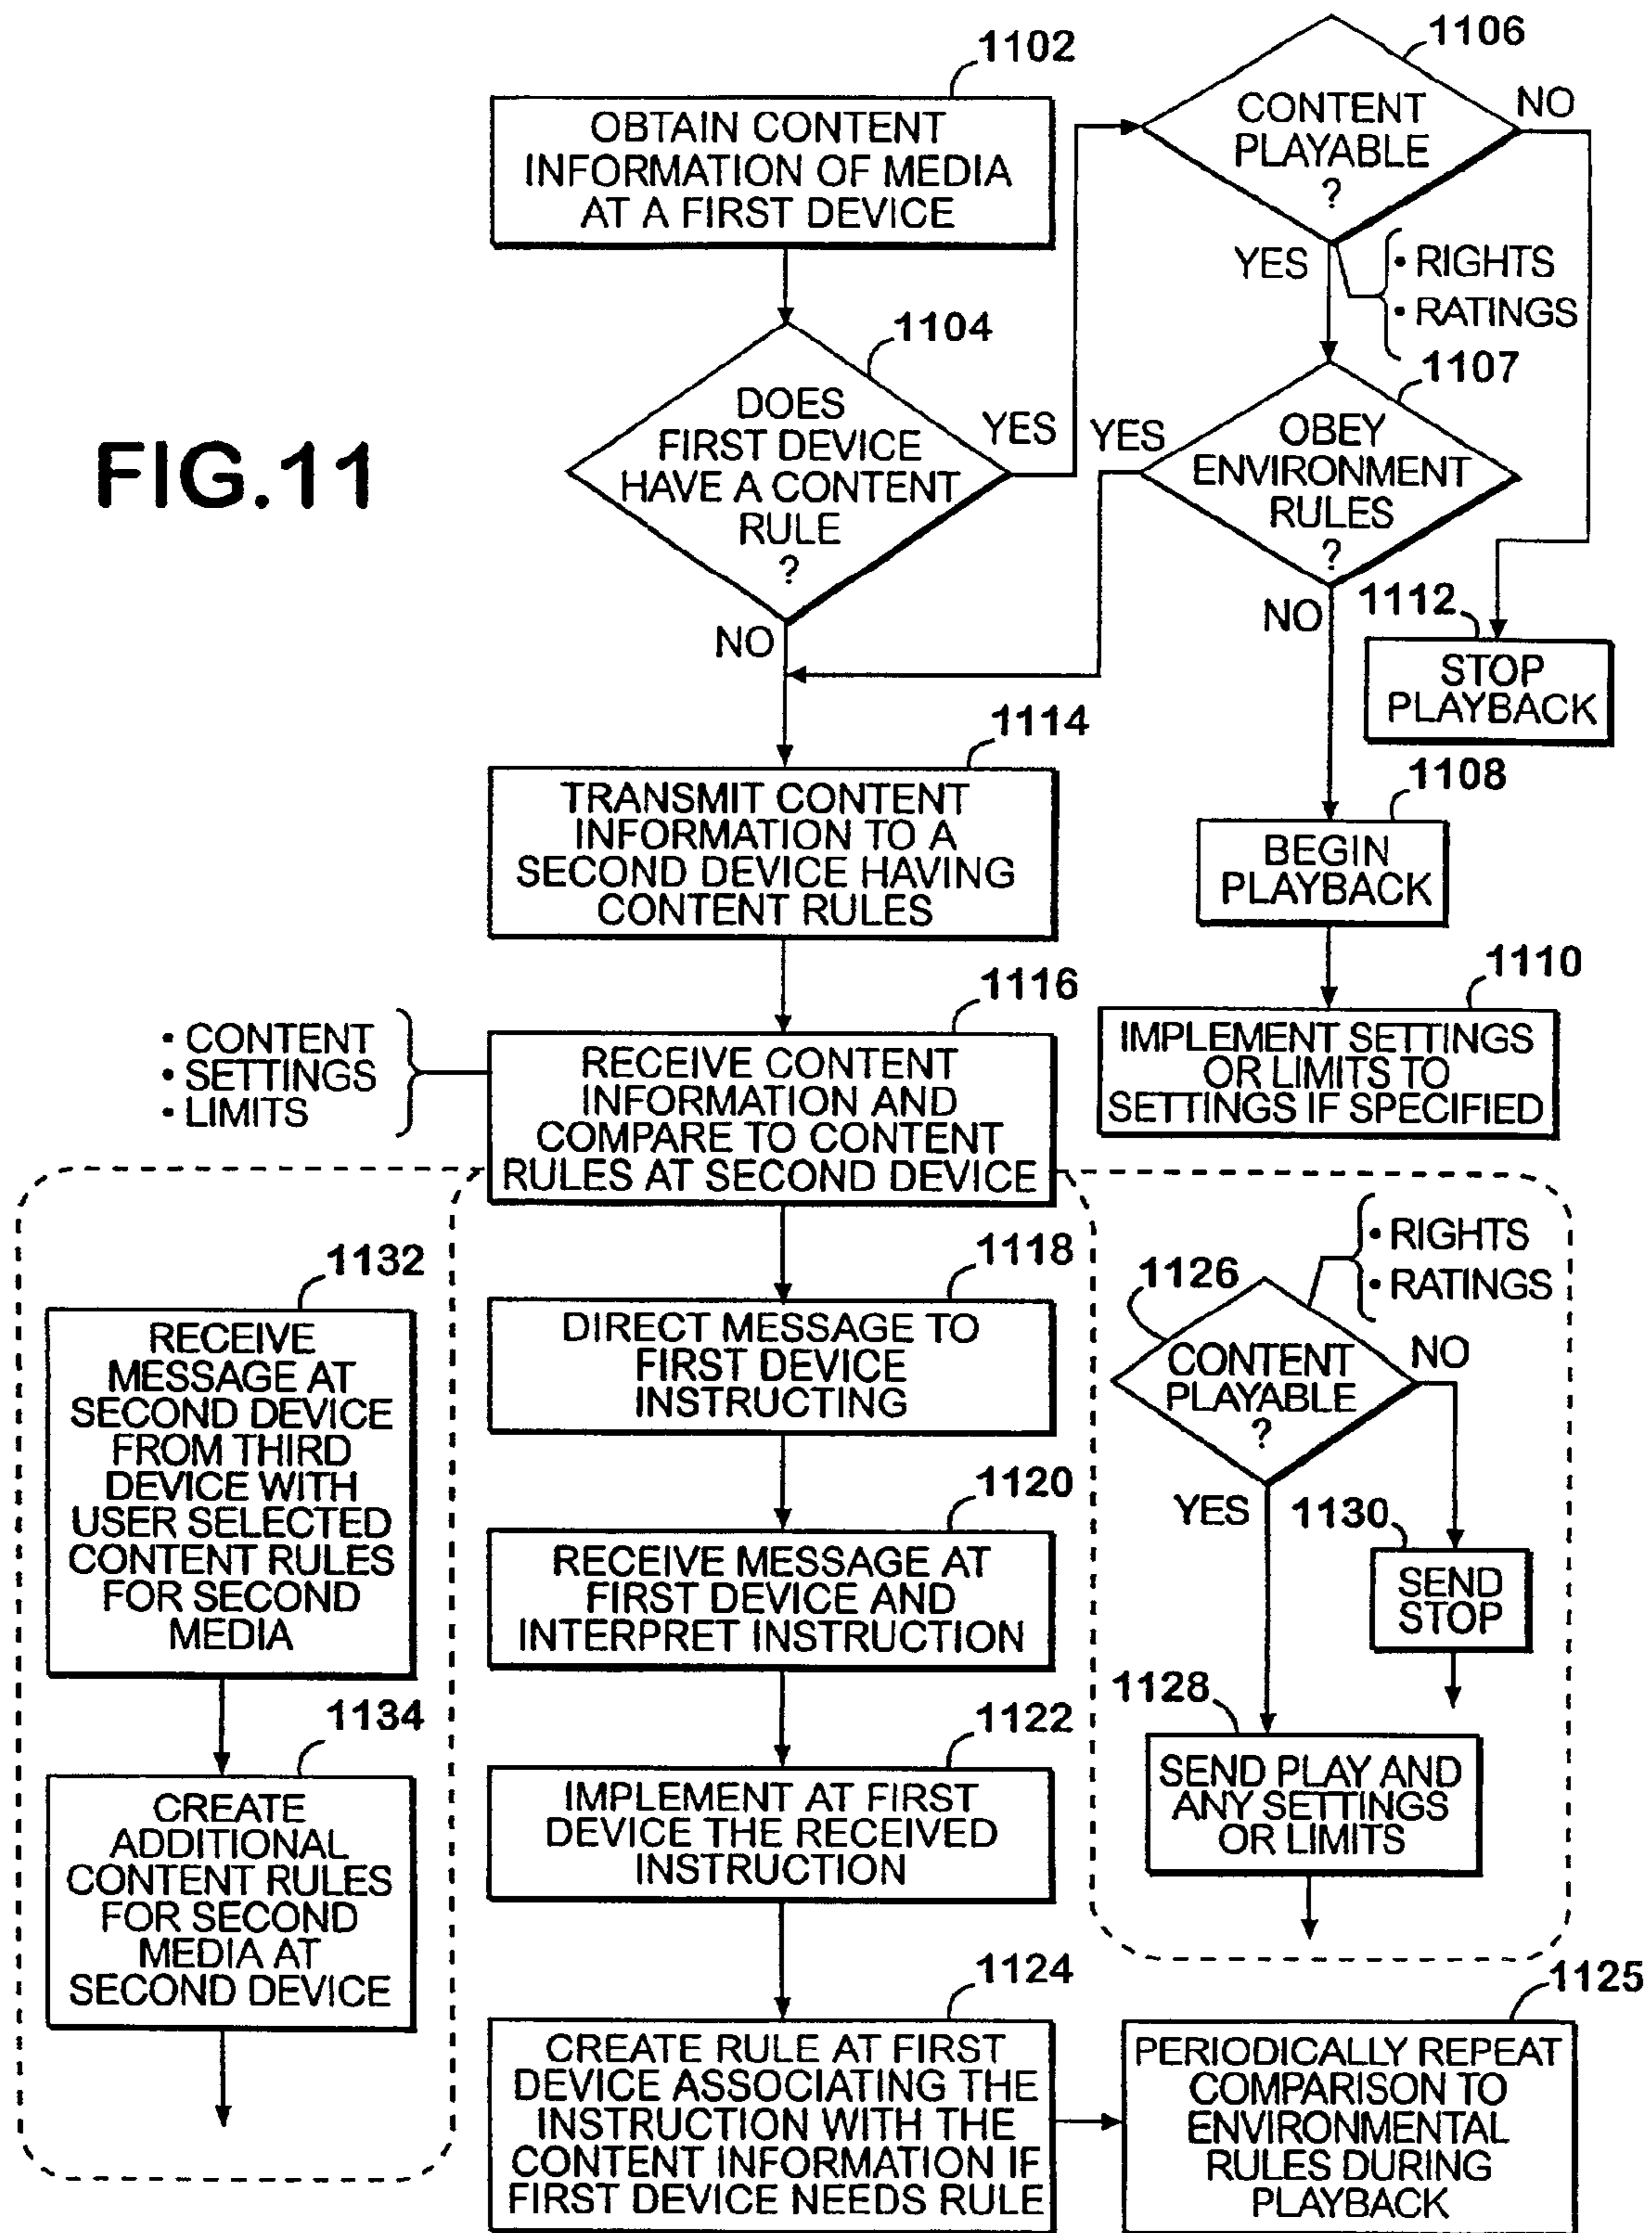 FIG.11
1102
OBTAIN CONTENT
INFORMATION OF MEDIA
AT A FIRST DEVICE
1104
DOES
FIRST DEVICE
HAVE A CONTENT
RULE
?
YES
NO
1106
CONTENT
PLAYABLE
?
NO
YES
• RIGHTS
• RATINGS
1107
OBEY
ENVIRONMENT
RULES
?
YES
NO
1112
STOP
PLAYBACK
1108
BEGIN
PLAYBACK
1110
IMPLEMENT SETTINGS
OR LIMITS TO
SETTINGS IF SPECIFIED
1114
TRANSMIT CONTENT
INFORMATION TO A
SECOND DEVICE HAVING
CONTENT RULES
1116
• CONTENT
• SETTINGS
• LIMITS
RECEIVE CONTENT
INFORMATION AND
COMPARE TO CONTENT
RULES AT SECOND DEVICE
1118
DIRECT MESSAGE TO
FIRST DEVICE
INSTRUCTING
1120
RECEIVE MESSAGE AT
FIRST DEVICE AND
INTERPRET INSTRUCTION
1122
IMPLEMENT AT FIRST
DEVICE THE RECEIVED
INSTRUCTION
1124
CREATE RULE AT FIRST
DEVICE ASSOCIATING THE
INSTRUCTION WITH THE
CONTENT INFORMATION IF
FIRST DEVICE NEEDS RULE
1125
PERIODICALLY REPEAT
COMPARISON TO
ENVIRONMENTAL
RULES DURING
PLAYBACK
1126
• RIGHTS
• RATINGS
CONTENT
PLAYABLE
?
NO
YES
1130
SEND
STOP
1128
SEND PLAY AND
ANY SETTINGS
OR LIMITS
1132
RECEIVE
MESSAGE AT
SECOND DEVICE
FROM THIRD
DEVICE WITH
USER SELECTED
CONTENT RULES
FOR SECOND
MEDIA
1134
CREATE
ADDITIONAL
CONTENT RULES
FOR SECOND
MEDIA AT
SECOND DEVICE